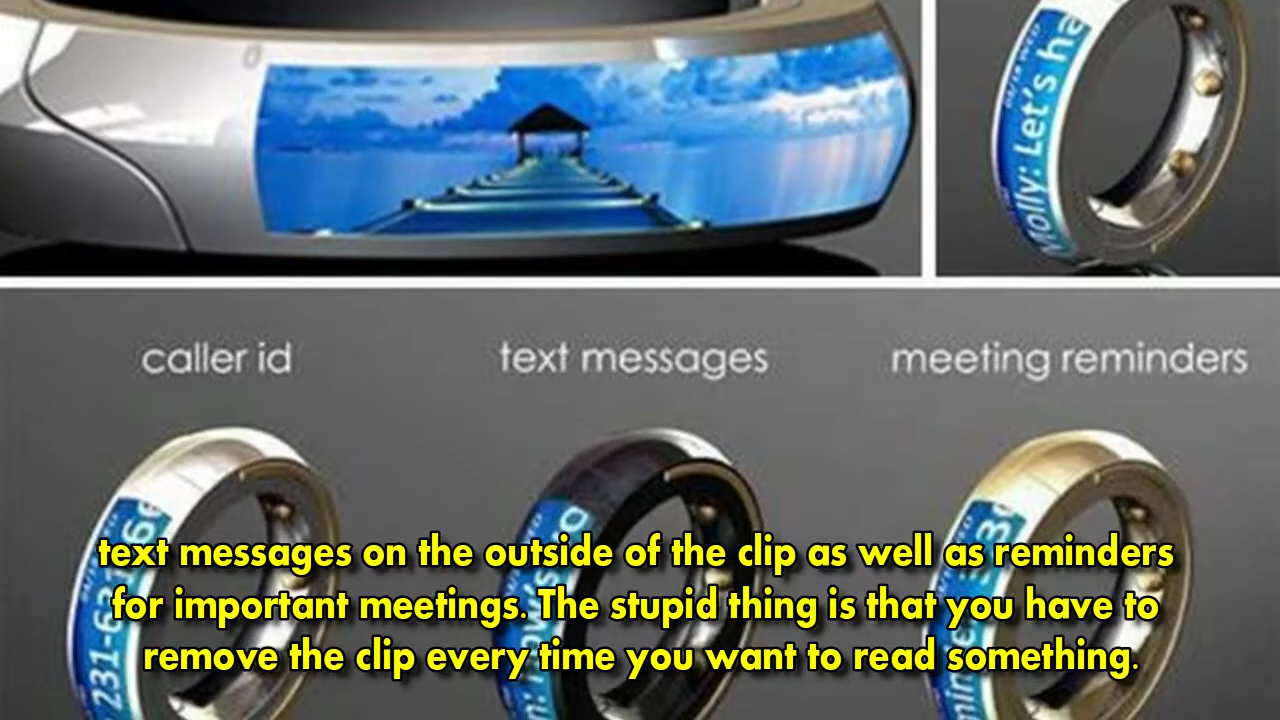 Molly: Let's ha
caller id
text messages
meeting reminders
text messages on the outside of the clip as well as reminders
for important meetings. The stupid thing is that you have to
remove the clip every time you want to read something.